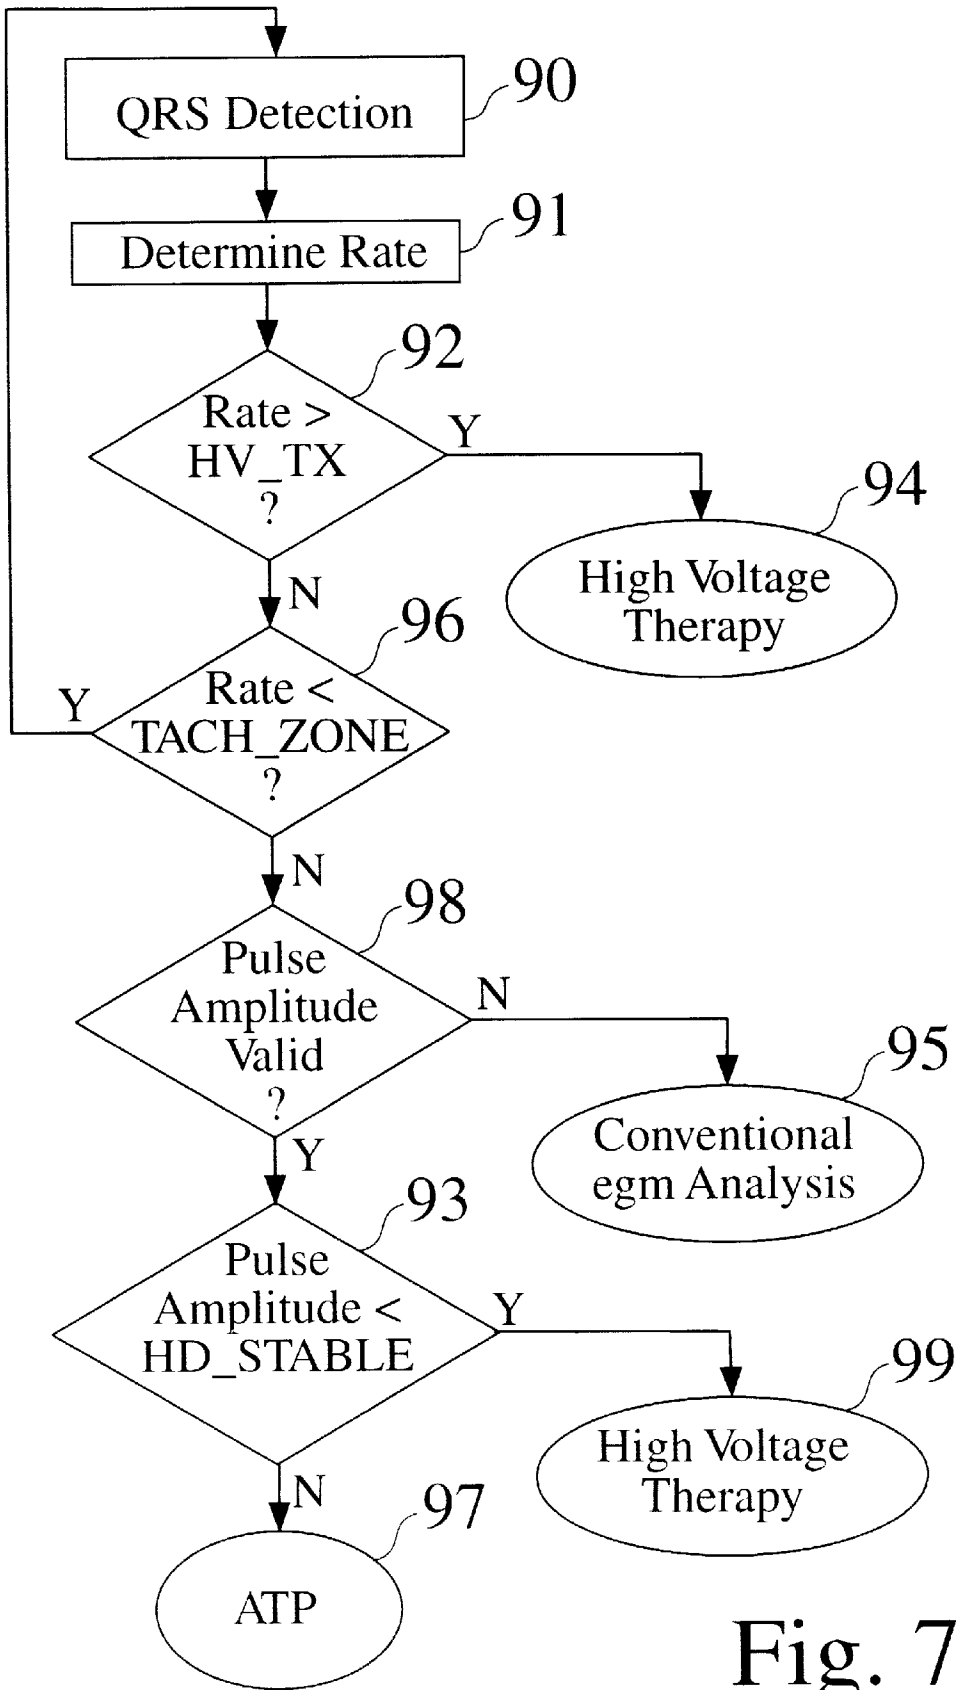 QRS Detection
90
Determine Rate
91
92
Rate >
HV_TX
?
Y
94
High Voltage
Therapy
N
96
Rate <
TACH_ZONE
?
Y
N
98
Pulse
Amplitude
Valid
?
N
95
Conventional
egm Analysis
Y
93
Pulse
Amplitude <
HD_STABLE
Y
99
High Voltage
Therapy
N
97
ATP
Fig. 7